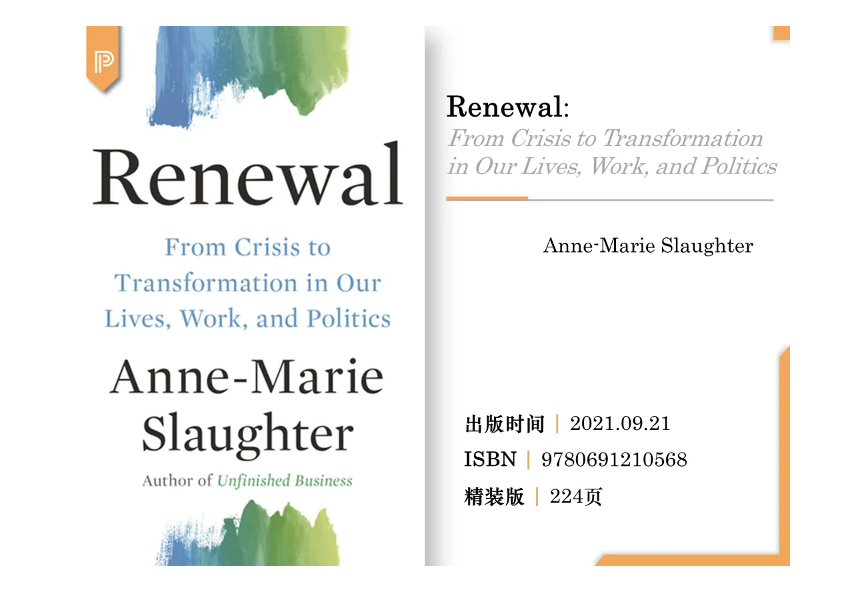 Renewal
From Crisis to
Transformation in Our
Lives, Work, and Politics
Anne-Marie
Slaughter
Author of Unfinished Business
Renewal:
From Crisis to Transformation
in Our Lives, Work, and Politics
Anne-Marie Slaughter
出版时间 | 2021.09.21
ISBN | 9780691210568
精装版 | 224页